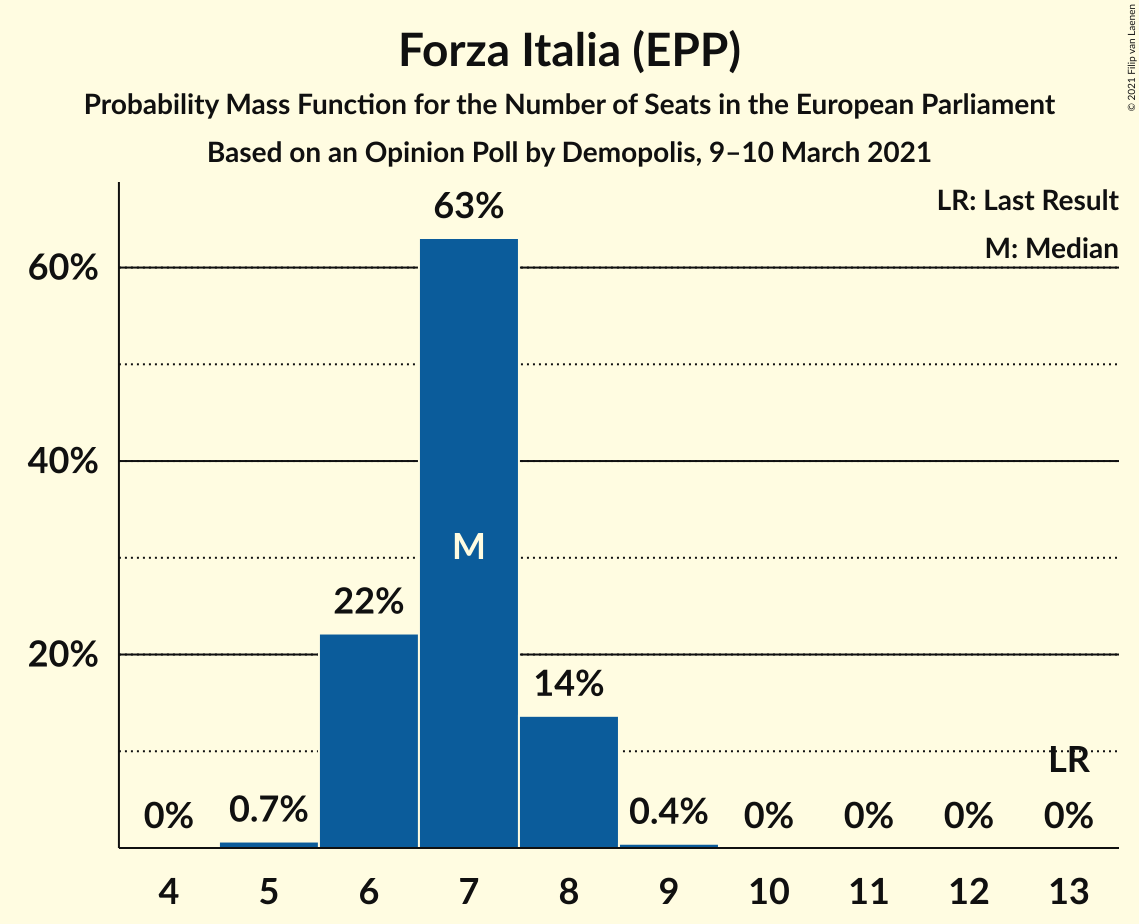 Forza Italia (EPP)
Probability Mass Function for the Number of Seats in the European Parliament
Based on an Opinion Poll by Demopolis, 9–10 March 2021
© 2021 Filip van Laenen
LR: Last Result
M: Median
63%
60%
40%
M
22%
20%
14%
LR
0% 0.7% 0.4% 0% 0% 0% 0%
4 5 6 7 8 9 10 11 12 13